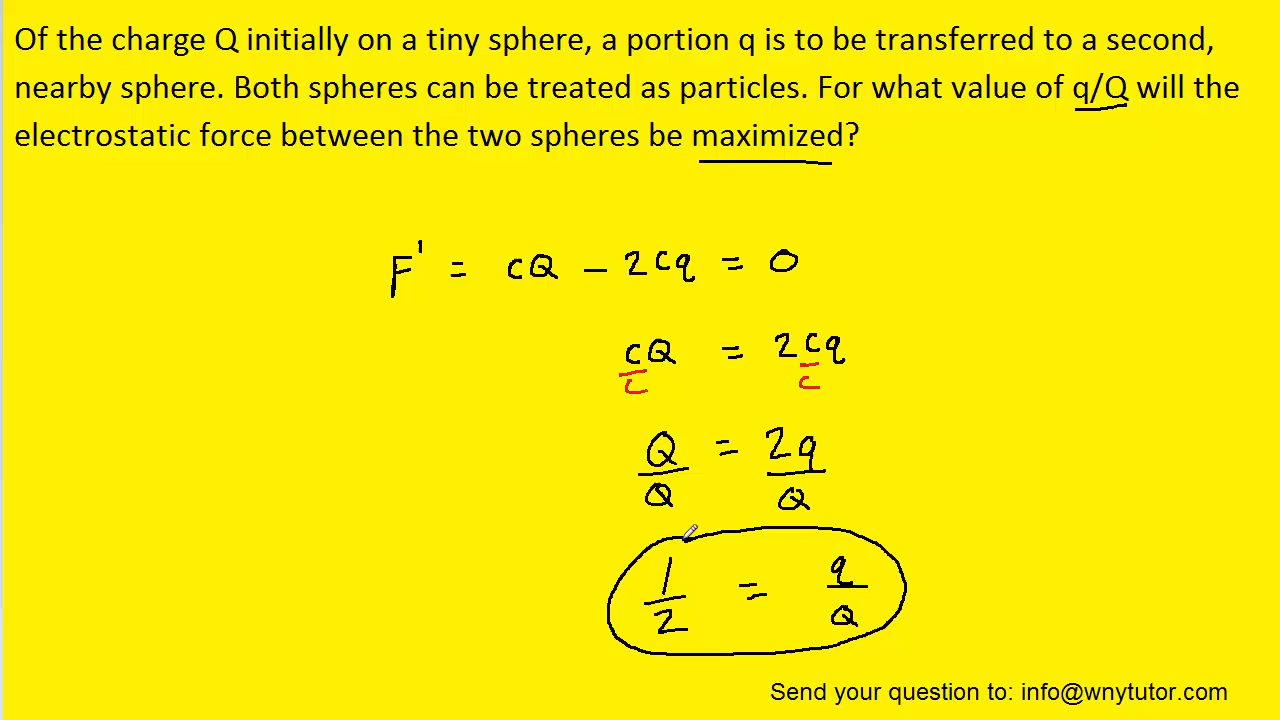 Of the charge Q initially on a tiny sphere, a portion q is to be transferred to a second,
nearby sphere. Both spheres can be treated as particles. For what value of q/Q will the
electrostatic force between the two spheres be maximized?
F' = cQ - 2cq = 0
cQ = 2cq
c c
Q = 2q
Q Q
1 = q
2 Q
Send your question to: info@wnytutor.com